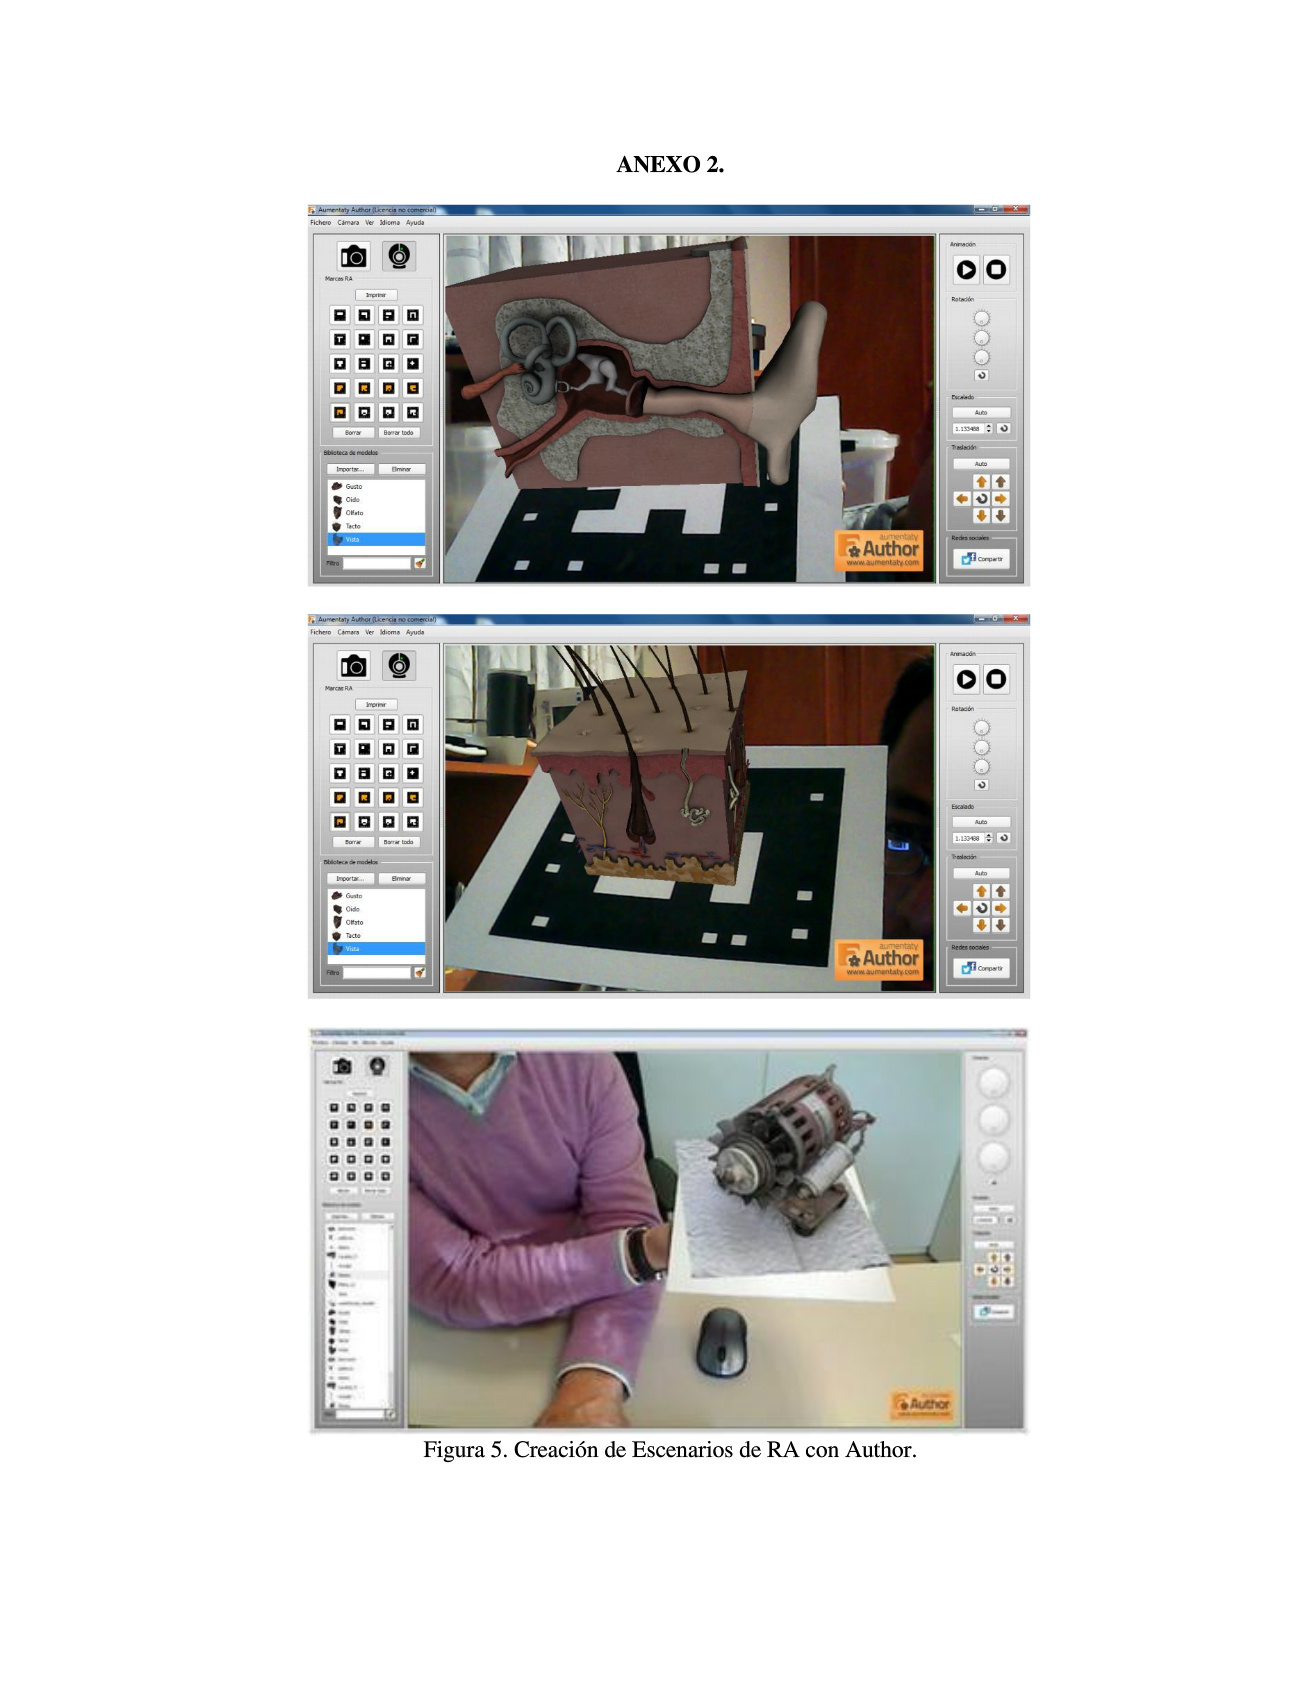 ANEXO 2.
Aumentaty Author (Licencia no comercial)
Fichero Cámara Ver Idioma Ayuda
Marcas RA
Imprimir
Borrar Borrar todo
Biblioteca de modelos
Importar... Eliminar
Gusto
Oido
Olfato
Tacto
Vista
Filtro
aumentaty
Author
www.aumentaty.com
Animación
Rotación
Escalado
Auto
1.133488
Traslación
Auto
Redes sociales
Compartir
Aumentaty Author (Licencia no comercial)
Fichero Cámara Ver Idioma Ayuda
Marcas RA
Imprimir
Borrar Borrar todo
Biblioteca de modelos
Importar... Eliminar
Gusto
Oido
Olfato
Tacto
Vista
Filtro
aumentaty
Author
www.aumentaty.com
Animación
Rotación
Escalado
Auto
1.133488
Traslación
Auto
Redes sociales
Compartir
Author
Figura 5. Creación de Escenarios de RA con Author.